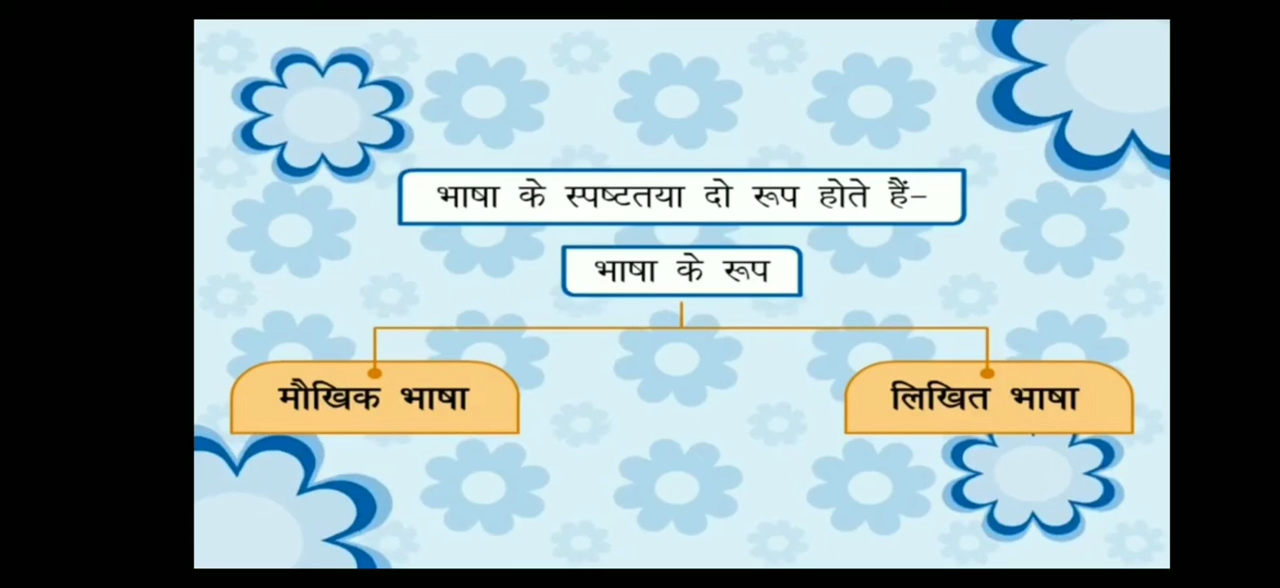 भाषा के स्पष्टतया दो रूप होते हैं–
भाषा के रूप
मौखिक भाषा
लिखित भाषा